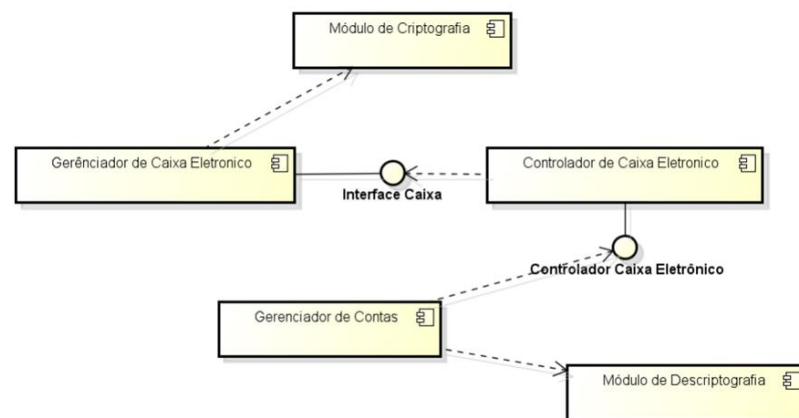 Módulo de Criptografia
Gerênciador de Caixa Eletronico
Interface Caixa
Controlador de Caixa Eletronico
Controlador Caixa Eletrônico
Gerenciador de Contas
Módulo de Descriptografia